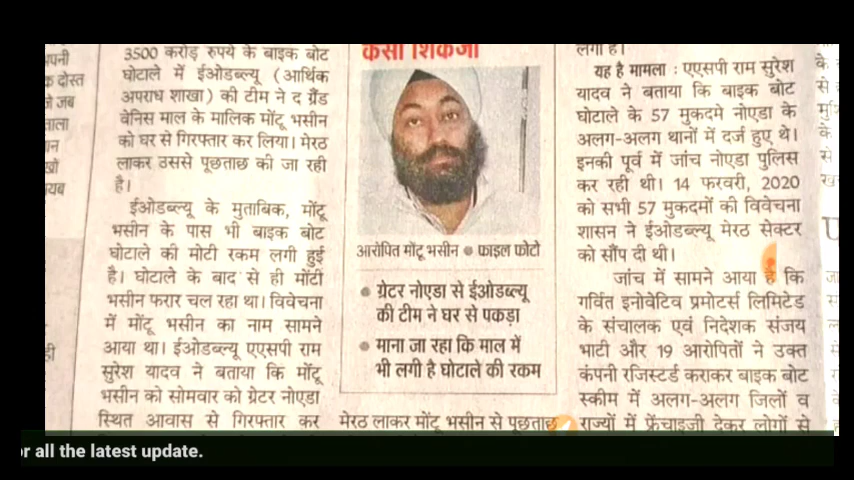 3500 करोड़ रुपये के बाइक बोट
घोटाले में ईओडब्ल्यू (आर्थिक
अपराध शाखा) की टीम ने द ग्रैंड
वेनिस माल के मालिक मोंटू भसीन
को घर से गिरफ्तार कर लिया। मेरठ
लाकर उससे पूछताछ की जा रही
है।
ईओडब्ल्यू के मुताबिक, मोंटू
भसीन के पास भी बाइक बोट
घोटाले की मोटी रकम लगी हुई
है। घोटाले के बाद से ही मोंटी
भसीन फरार चल रहा था। विवेचना
में मोंटू भसीन का नाम सामने
आया था। ईओडब्ल्यू एएसपी राम
सुरेश यादव ने बताया कि मोंटू
भसीन को सोमवार को ग्रेटर नोएडा
स्थित आवास से गिरफ्तार कर
कसा शिकंजा
आरोपित मोंटू भसीन ● फाइल फोटो
● ग्रेटर नोएडा से ईओडब्ल्यू
की टीम ने घर से पकड़ा
● माना जा रहा कि माल में
भी लगी है घोटाले की रकम
मेरठ लाकर मोंटू भसीन से पूछताछ
लगी है।
यह है मामला : एएसपी राम सुरेश
यादव ने बताया कि बाइक बोट
घोटाले के 57 मुकदमे नोएडा के
अलग-अलग थानों में दर्ज हुए थे।
इनकी पूर्व में जांच नोएडा पुलिस
कर रही थी। 14 फरवरी, 2020
को सभी 57 मुकदमों की विवेचना
शासन ने ईओडब्ल्यू मेरठ सेक्टर
को सौंप दी थी।
जांच में सामने आया है कि
गर्वित इनोवेटिव प्रमोटर्स लिमिटेड
के संचालक एवं निदेशक संजय
भाटी और 19 आरोपितों ने उक्त
कंपनी रजिस्टर्ड कराकर बाइक बोट
स्कीम में अलग-अलग जिलों व
राज्यों में फ्रेंचाइजी देकर लोगों से
or all the latest update.